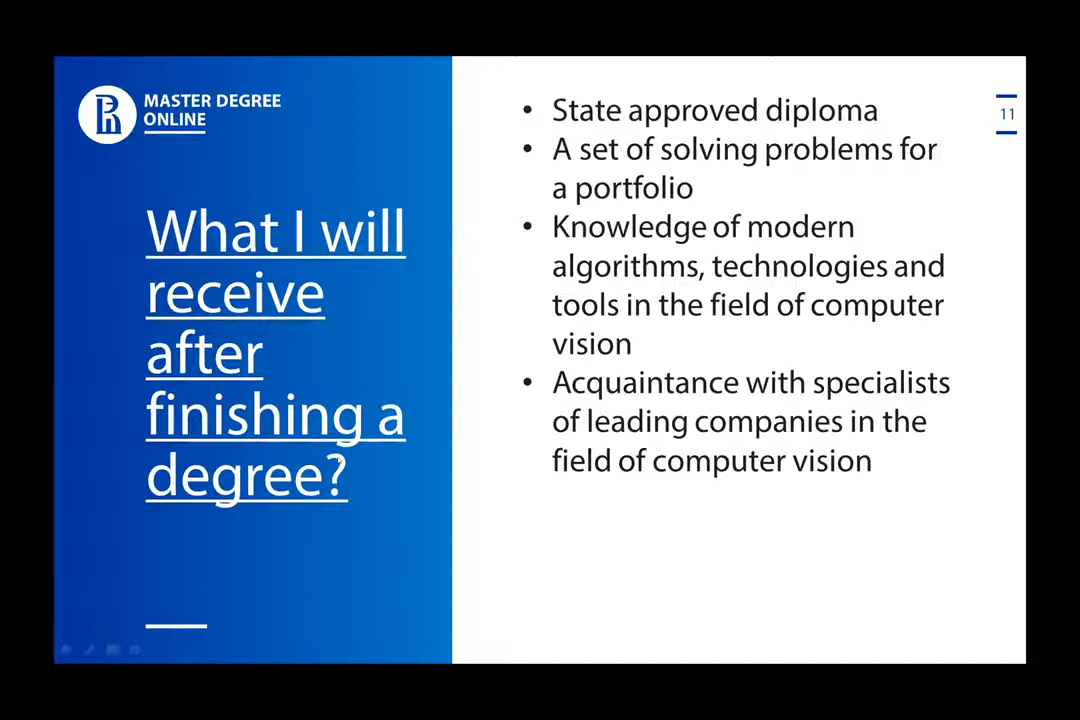 MASTER DEGREE
ONLINE
What I will
receive
after
finishing a
degree?
11
• State approved diploma
• A set of solving problems for
a portfolio
• Knowledge of modern
algorithms, technologies and
tools in the field of computer
vision
• Acquaintance with specialists
of leading companies in the
field of computer vision